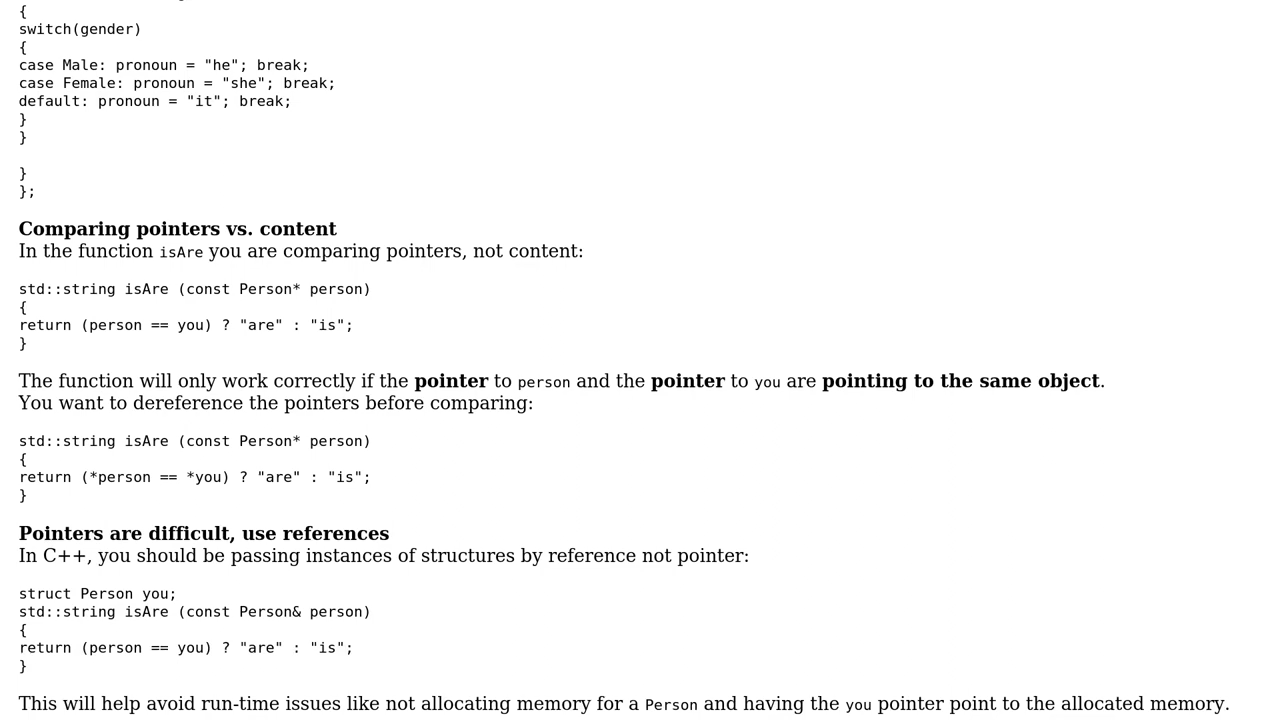 {
switch(gender)
{
case Male: pronoun = "he"; break;
case Female: pronoun = "she"; break;
default: pronoun = "it"; break;
}
}

}
};

Comparing pointers vs. content
In the function isAre you are comparing pointers, not content:

std::string isAre (const Person* person)
{
return (person == you) ? "are" : "is";
}

The function will only work correctly if the pointer to person and the pointer to you are pointing to the same object.
You want to dereference the pointers before comparing:

std::string isAre (const Person* person)
{
return (*person == *you) ? "are" : "is";
}

Pointers are difficult, use references
In C++, you should be passing instances of structures by reference not pointer:

struct Person you;
std::string isAre (const Person& person)
{
return (person == you) ? "are" : "is";
}

This will help avoid run-time issues like not allocating memory for a Person and having the you pointer point to the allocated memory.